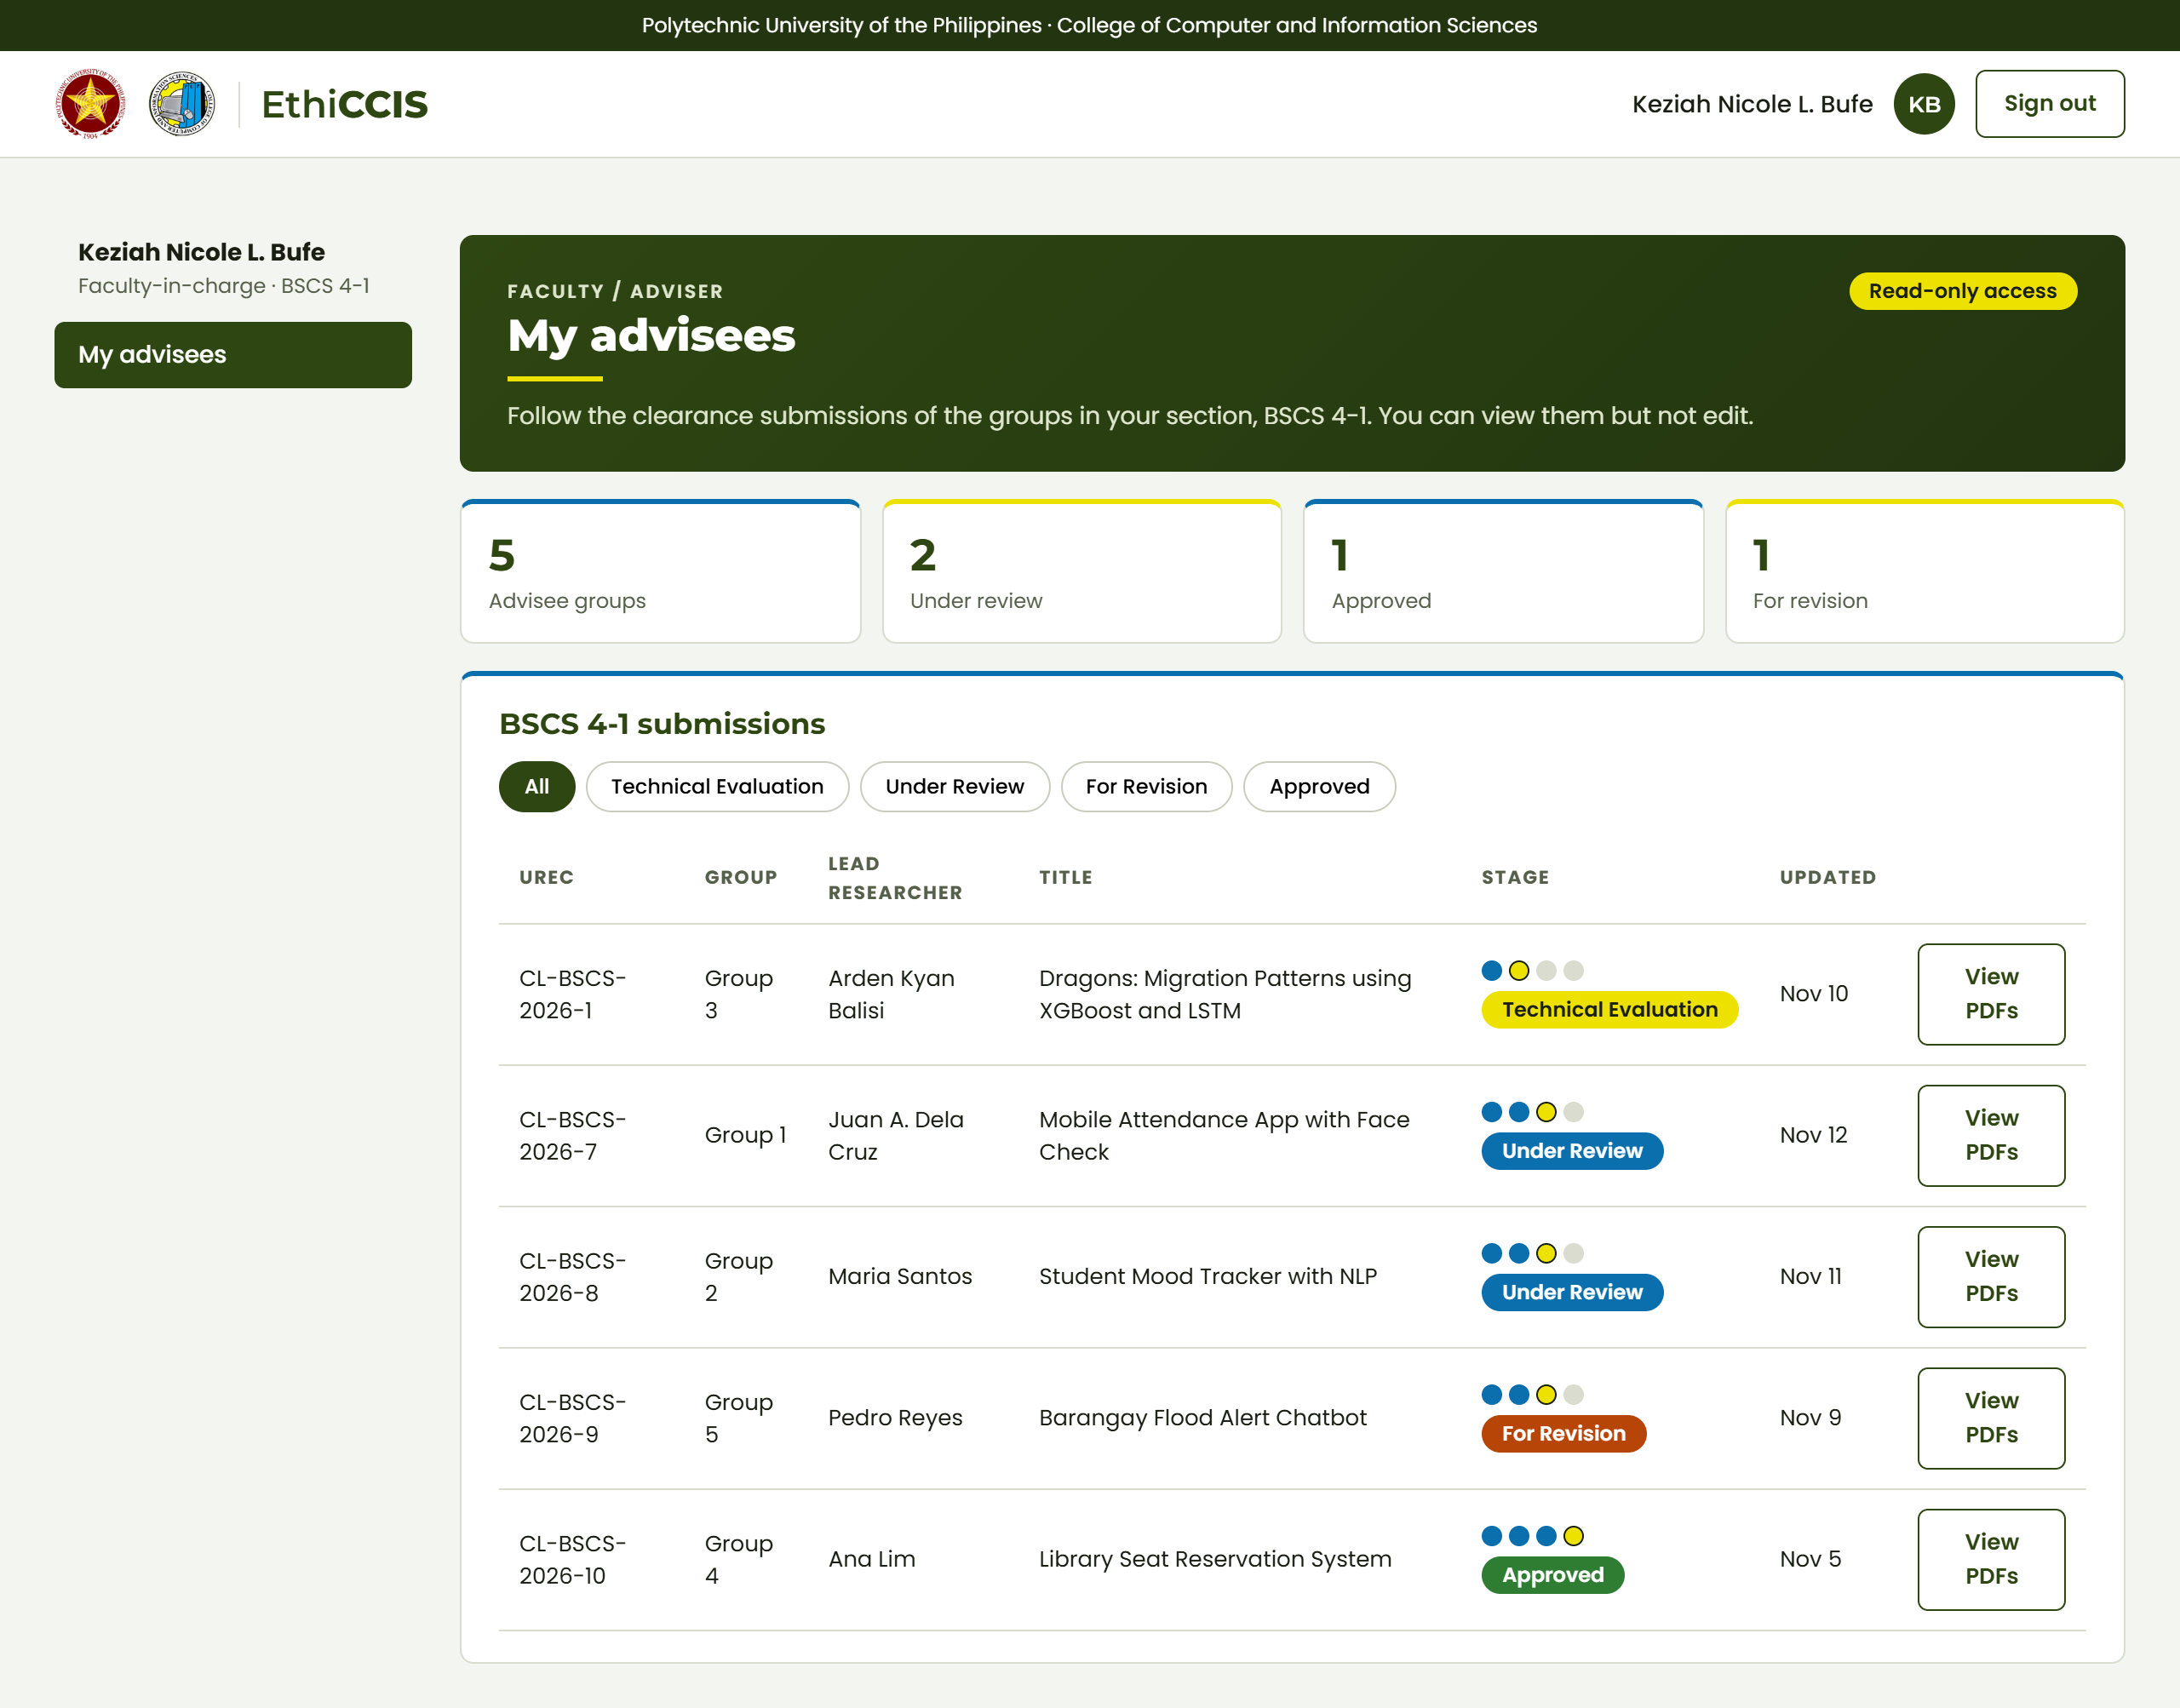 Polytechnic University of the Philippines · College of Computer and Information Sciences
POLYTECHNIC UNIVERSITY OF THE PHILIPPINES
1904
EthiCCIS
Keziah Nicole L. Bufe
KB
Sign out
Keziah Nicole L. Bufe
Faculty-in-charge · BSCS 4-1
My advisees
FACULTY / ADVISER
Read-only access
My advisees
Follow the clearance submissions of the groups in your section, BSCS 4-1. You can view them but not edit.
5
Advisee groups
2
Under review
1
Approved
1
For revision
BSCS 4-1 submissions
All
Technical Evaluation
Under Review
For Revision
Approved
UREC
GROUP
LEAD
RESEARCHER
TITLE
STAGE
UPDATED
CL-BSCS-
2026-1
Group
3
Arden Kyan
Balisi
Dragons: Migration Patterns using
XGBoost and LSTM
Technical Evaluation
Nov 10
View
PDFs
CL-BSCS-
2026-7
Group 1
Juan A. Dela
Cruz
Mobile Attendance App with Face
Check
Under Review
Nov 12
View
PDFs
CL-BSCS-
2026-8
Group
2
Maria Santos
Student Mood Tracker with NLP
Under Review
Nov 11
View
PDFs
CL-BSCS-
2026-9
Group
5
Pedro Reyes
Barangay Flood Alert Chatbot
For Revision
Nov 9
View
PDFs
CL-BSCS-
2026-10
Group
4
Ana Lim
Library Seat Reservation System
Approved
Nov 5
View
PDFs